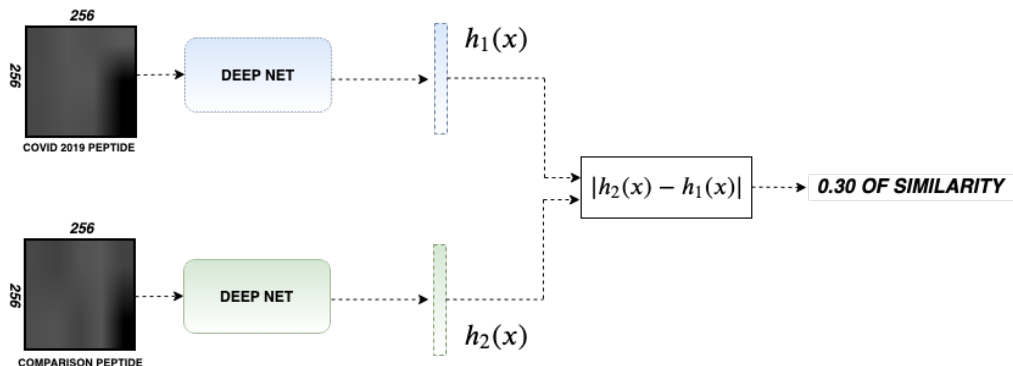 256
256
COVID 2019 PEPTIDE
DEEP NET
h₁(x)
256
256
COMPARISON PEPTIDE
DEEP NET
h₂(x)
|h₂(x) − h₁(x)|
0.30 OF SIMILARITY